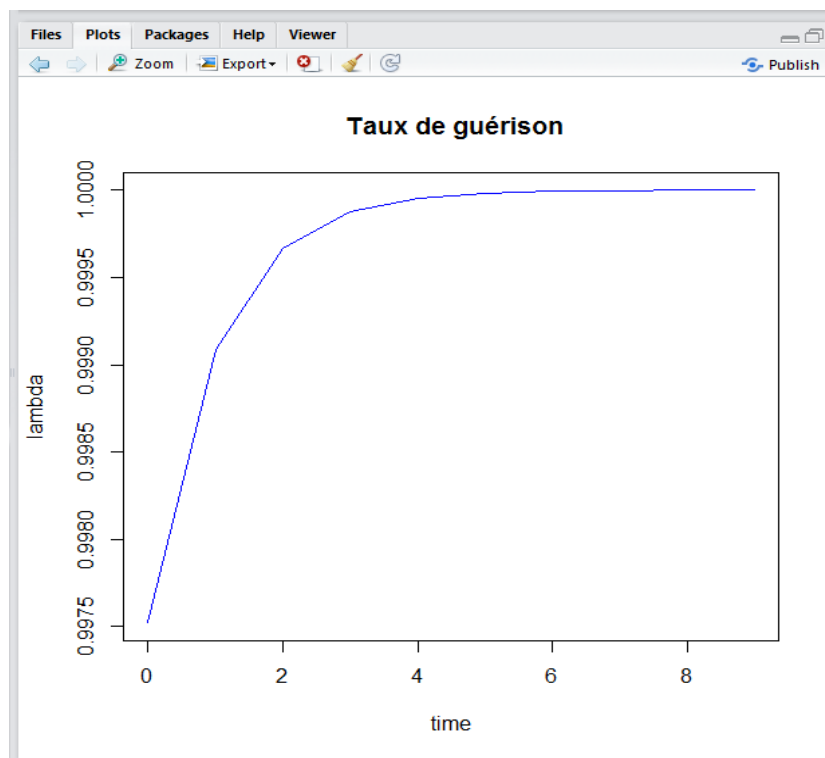 Files Plots Packages Help Viewer
Zoom Export Publish
Taux de guérison
1.0000
0.9995
0.9990
0.9985
0.9980
0.9975
lambda
0 2 4 6 8
time